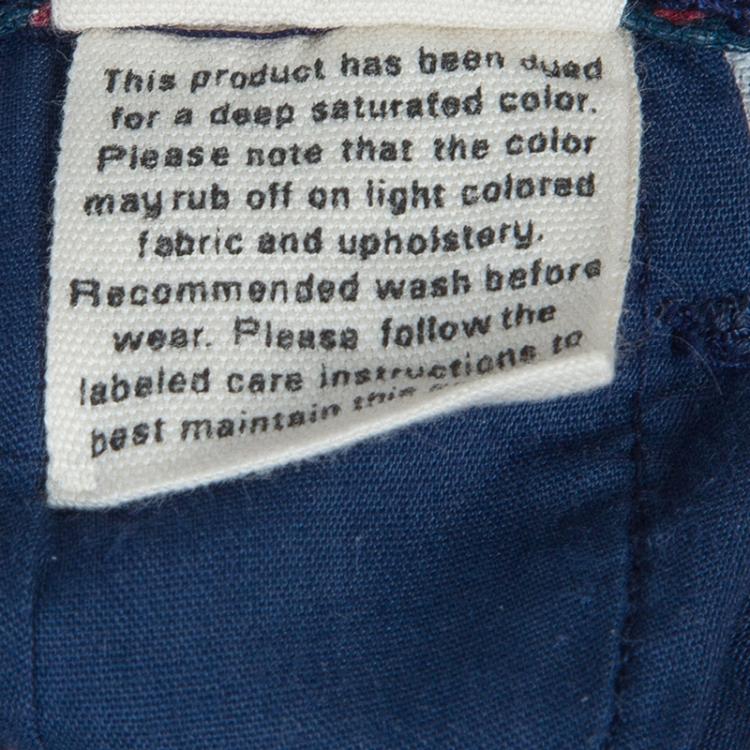 This product has been dyed
for a deep saturated color.
Please note that the color
may rub off on light colored
fabric and upholstery.
Recommended wash before
wear. Please follow the
labeled care instructions to
best maintain this